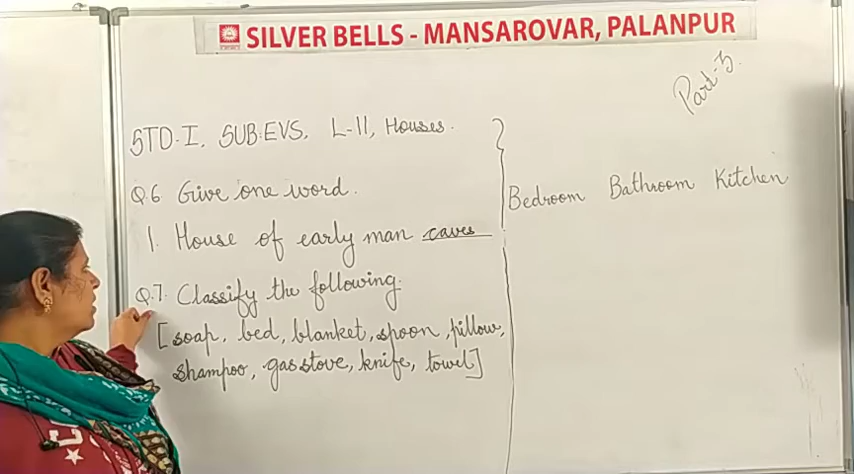 SILVER BELLS - MANSAROVAR, PALANPUR
Part-3.
STD.I. SUB.EVS. L-11, Houses.
Q.6. Give one word.
1. House of early man caves
Q.7. Classify the following.
[soap, bed, blanket, spoon, pillow,
shampoo, gas stove, knife, towel]
Bedroom Bathroom Kitchen